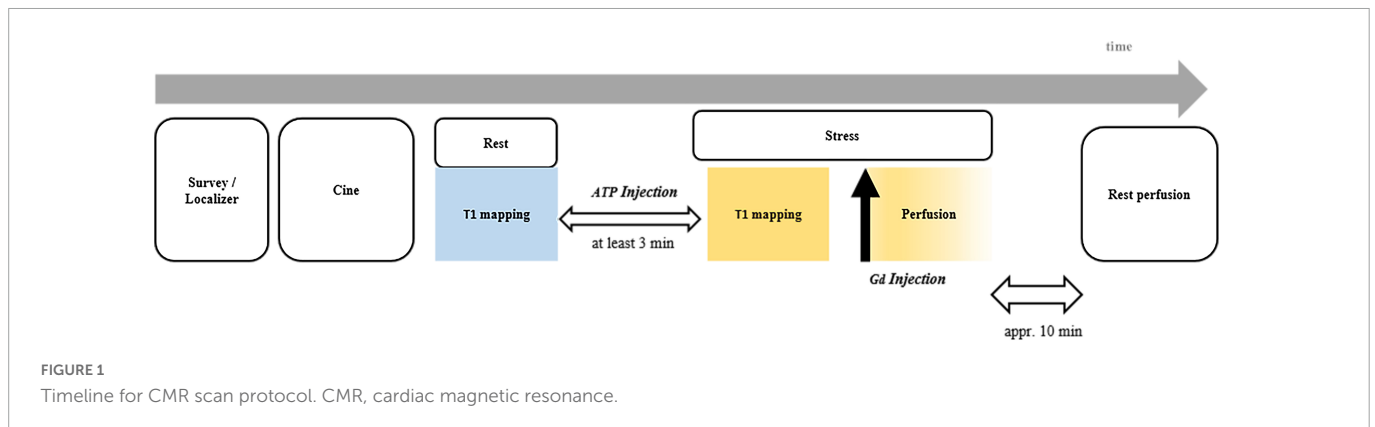 time
Survey /
Localizer
Cine
Rest
T1 mapping
ATP Injection
at least 3 min
Stress
T1 mapping
Perfusion
Gd Injection
appr. 10 min
Rest perfusion
FIGURE 1
Timeline for CMR scan protocol. CMR, cardiac magnetic resonance.